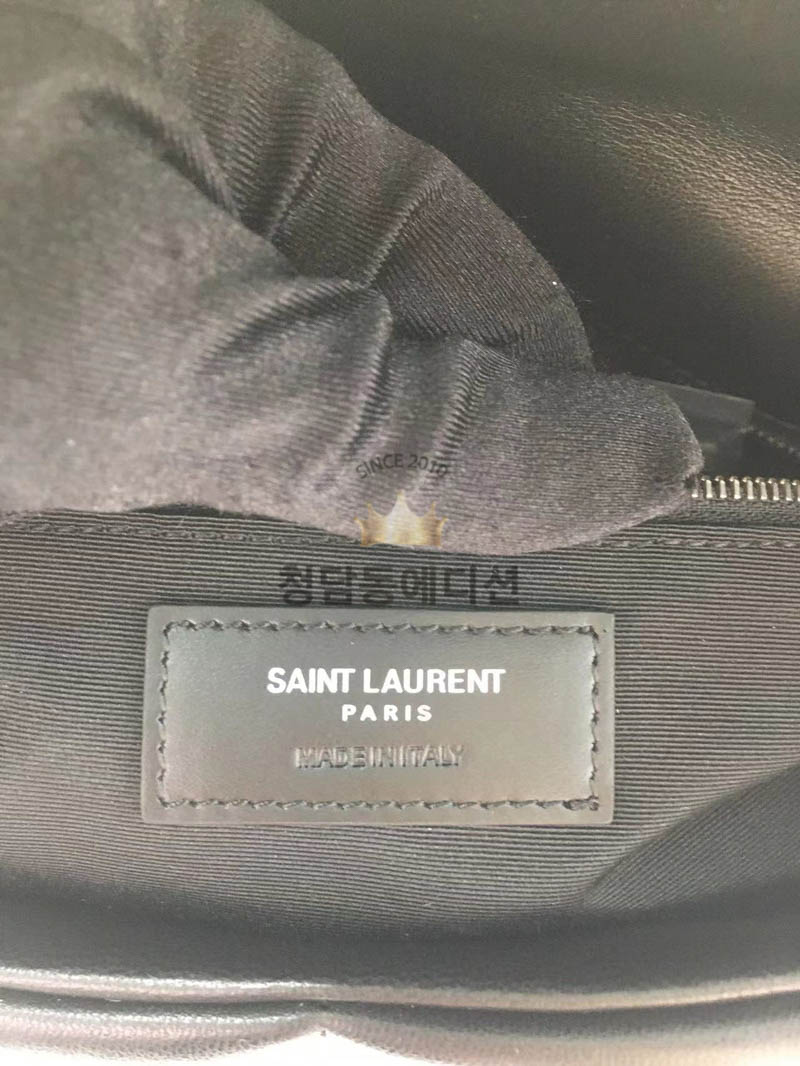 SINCE 2010
청담동에디션
SAINT LAURENT
PARIS
MADE IN ITALY